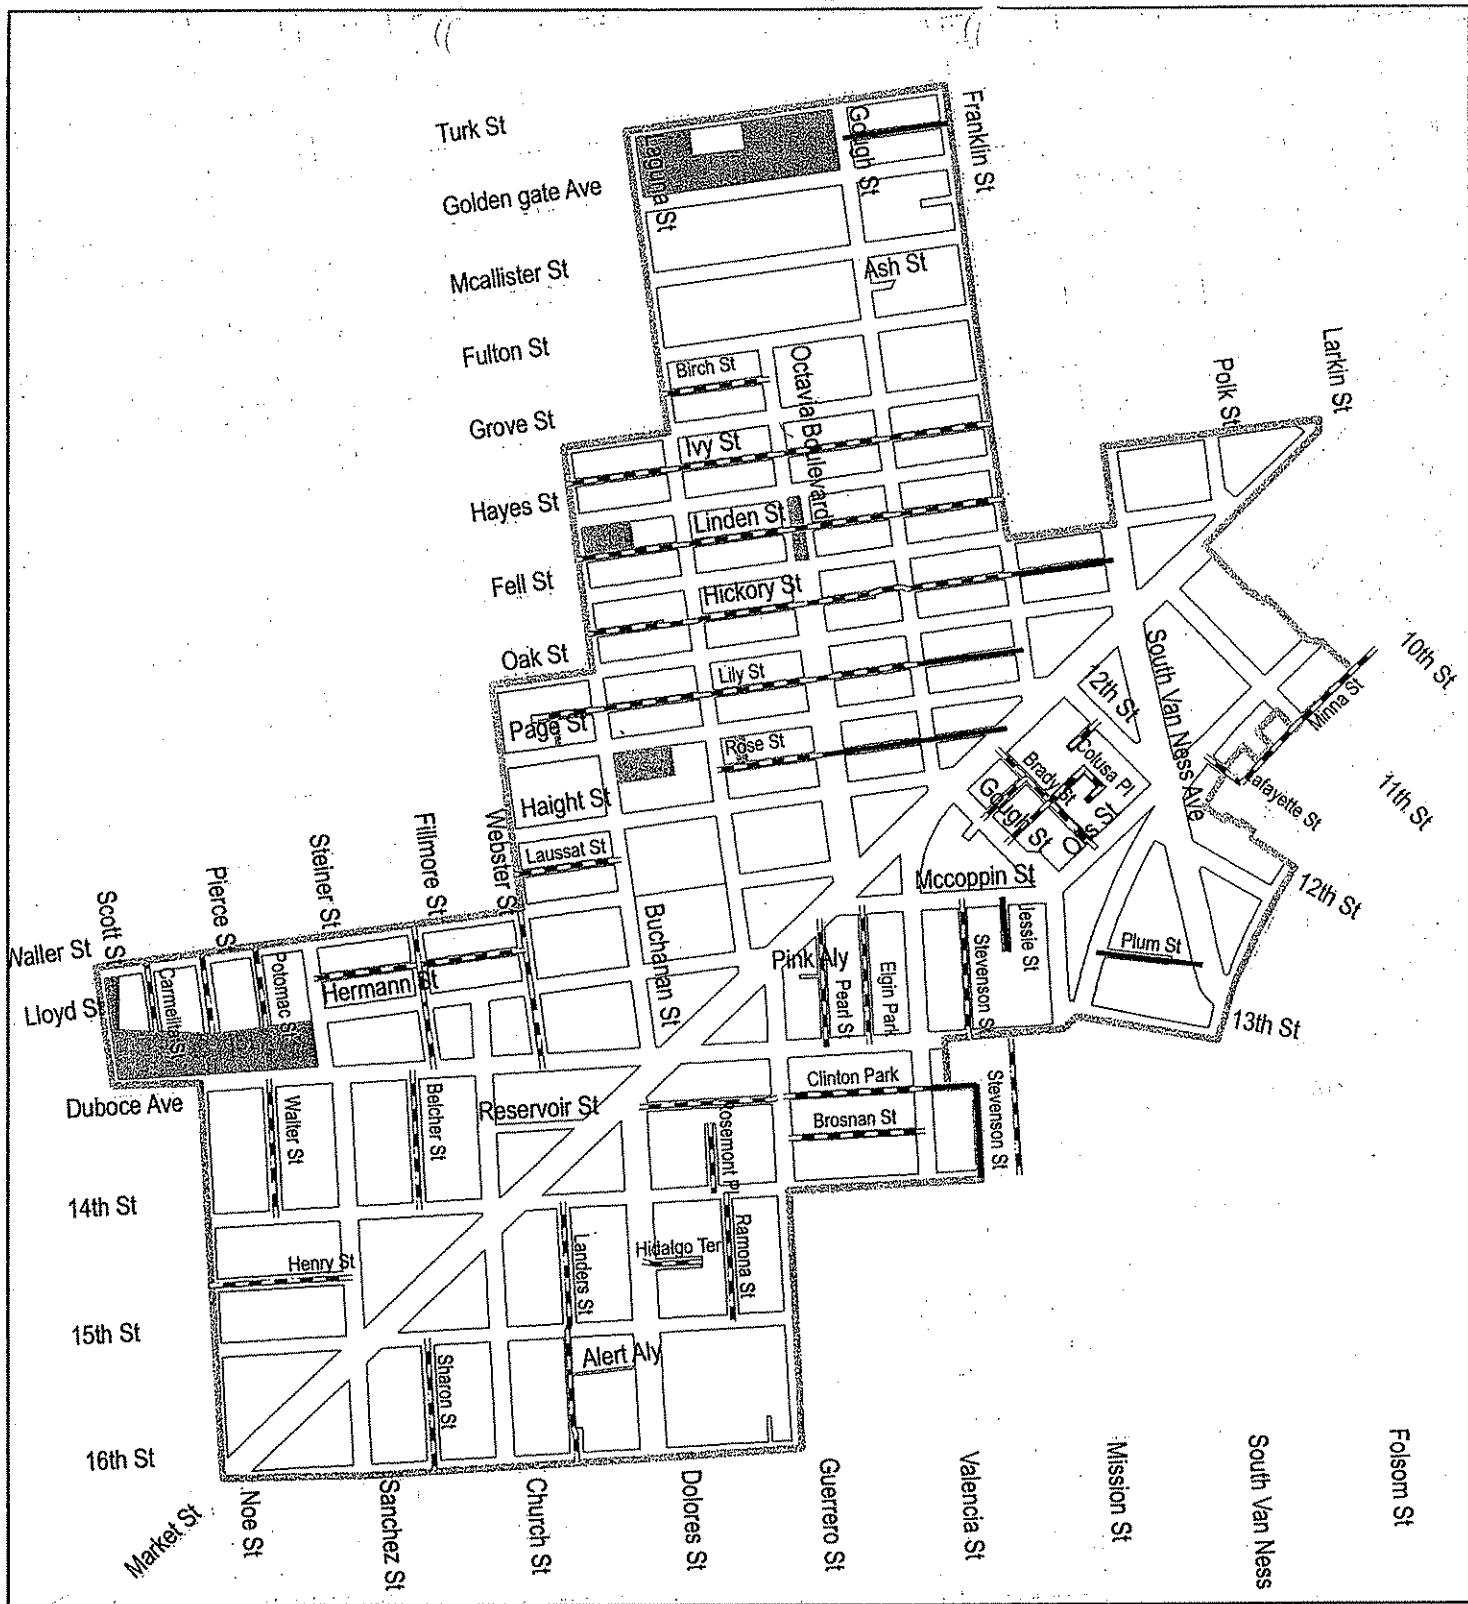 Turk St
Golden gate Ave
Mcallister St
Fulton St
Grove St
Hayes St
Fell St
Oak St
Page St
Haight St
Laussat St
Waller St
Lloyd St
Duboce Ave
14th St
Henry St
15th St
16th St
Market St
Laguna St
Gough St
Franklin St
Ash St
Birch St
Octavia Boulevard
Ivy St
Linden St
Hickory St
Lily St
Rose St
Polk St
Larkin St
10th St
11th St
12th St
13th St
South Van Ness Ave
12th St
Minna St
Lafayette St
Colusa Pl
Brady St
Gough St
Otis St
Mccoppin St
Jessie St
Stevenson St
Plum St
Elgin Park
Pearl St
Pink Aly
Buchanan St
Webster St
Fillmore St
Steiner St
Pierce S
Scott S
Carmelita St
Potomac St
Hermann St
Walter St
Belcher St
Reservoir St
Clinton Park
Brosnan St
Stevenson St
Rosemont Pl
Ramona St
Hidalgo Ter
Landers St
Alert Aly
Sharon St
Noe St
Sanchez St
Church St
Dolores St
Guerrero St
Valencia St
Mission St
South Van Ness
Folsom St